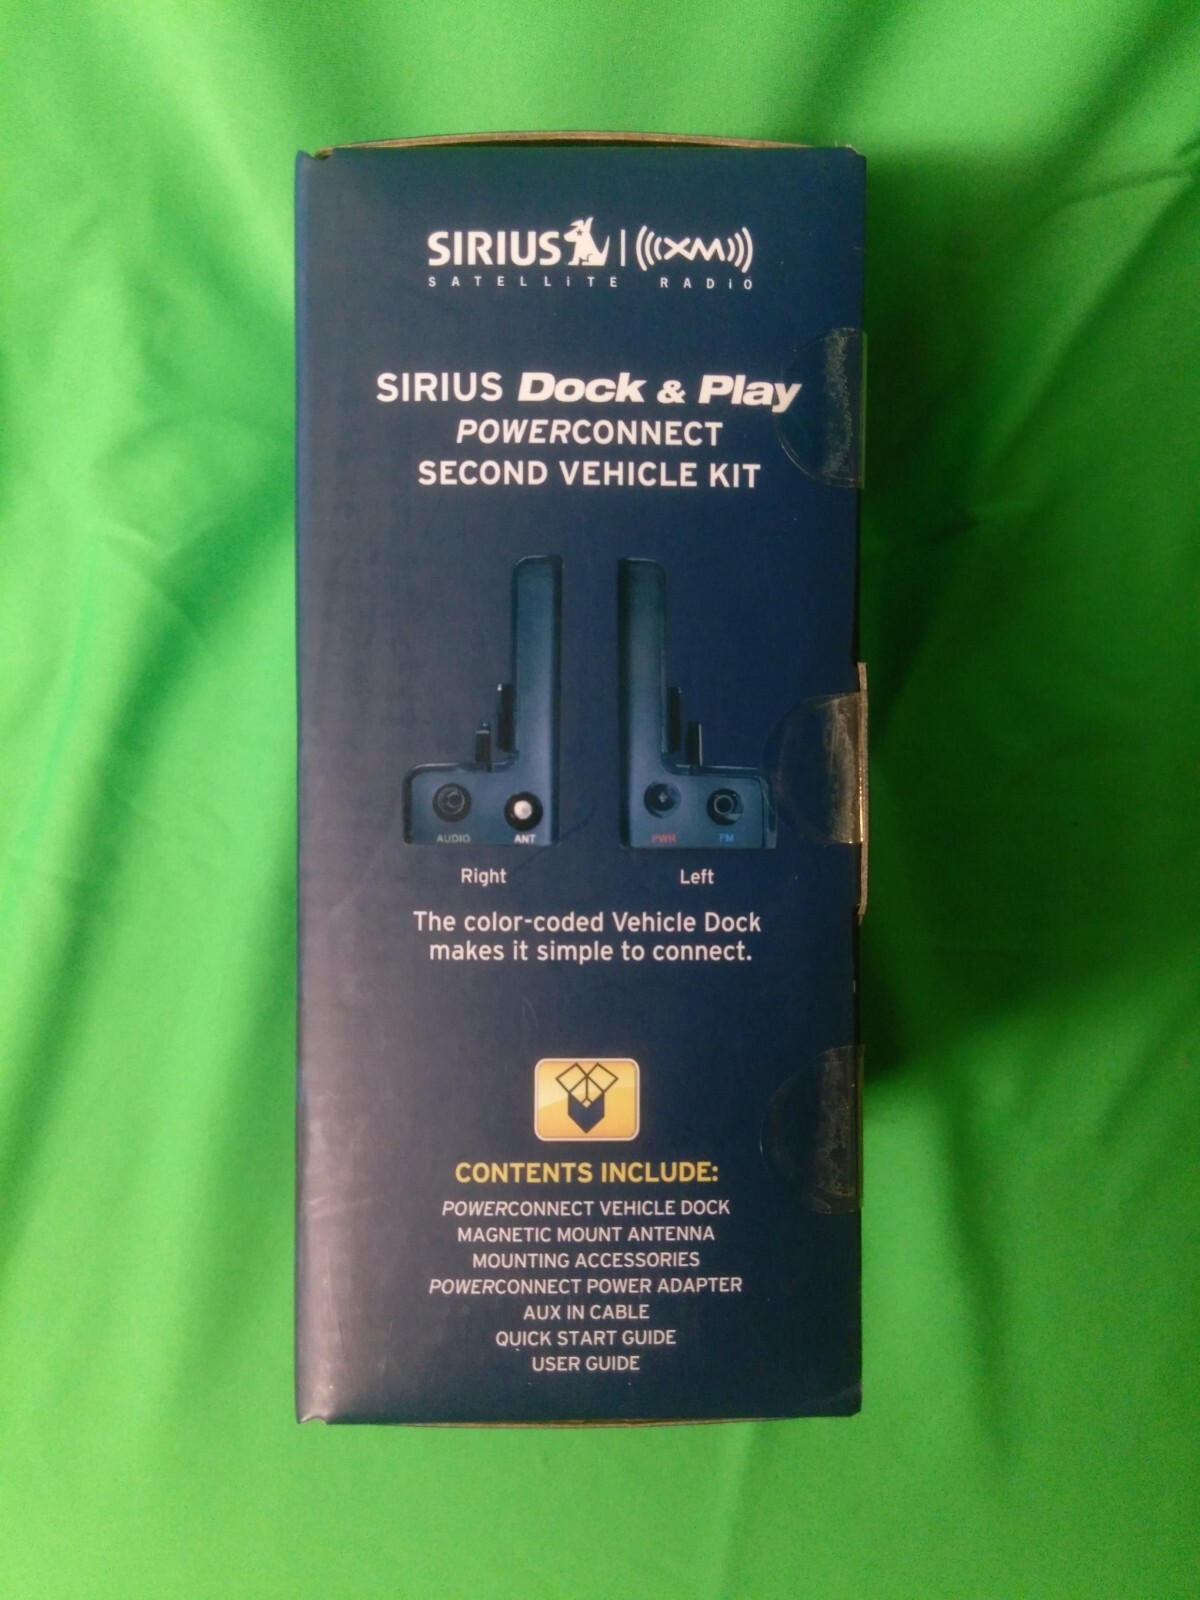 SIRIUS | ((XM))
SATELLiTE RADiO
SIRIUS Dock & Play
POWERCONNECT
SECOND VEHICLE KIT
AUDIO ANT PWR FM
Right Left
The color-coded Vehicle Dock
makes it simple to connect.
CONTENTS INCLUDE:
POWERCONNECT VEHICLE DOCK
MAGNETIC MOUNT ANTENNA
MOUNTING ACCESSORIES
POWERCONNECT POWER ADAPTER
AUX IN CABLE
QUICK START GUIDE
USER GUIDE